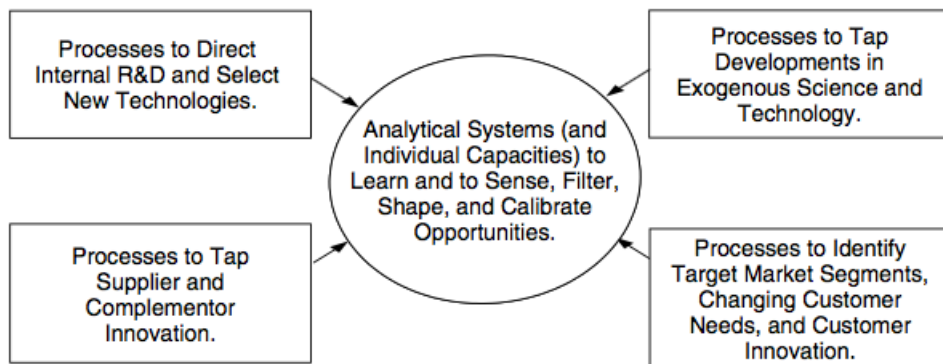 Processes to Direct
Internal R&D and Select
New Technologies.
Processes to Tap
Developments in
Exogenous Science and
Technology.
Analytical Systems (and
Individual Capacities) to
Learn and to Sense, Filter,
Shape, and Calibrate
Opportunities.
Processes to Tap
Supplier and
Complementor
Innovation.
Processes to Identify
Target Market Segments,
Changing Customer
Needs, and Customer
Innovation.